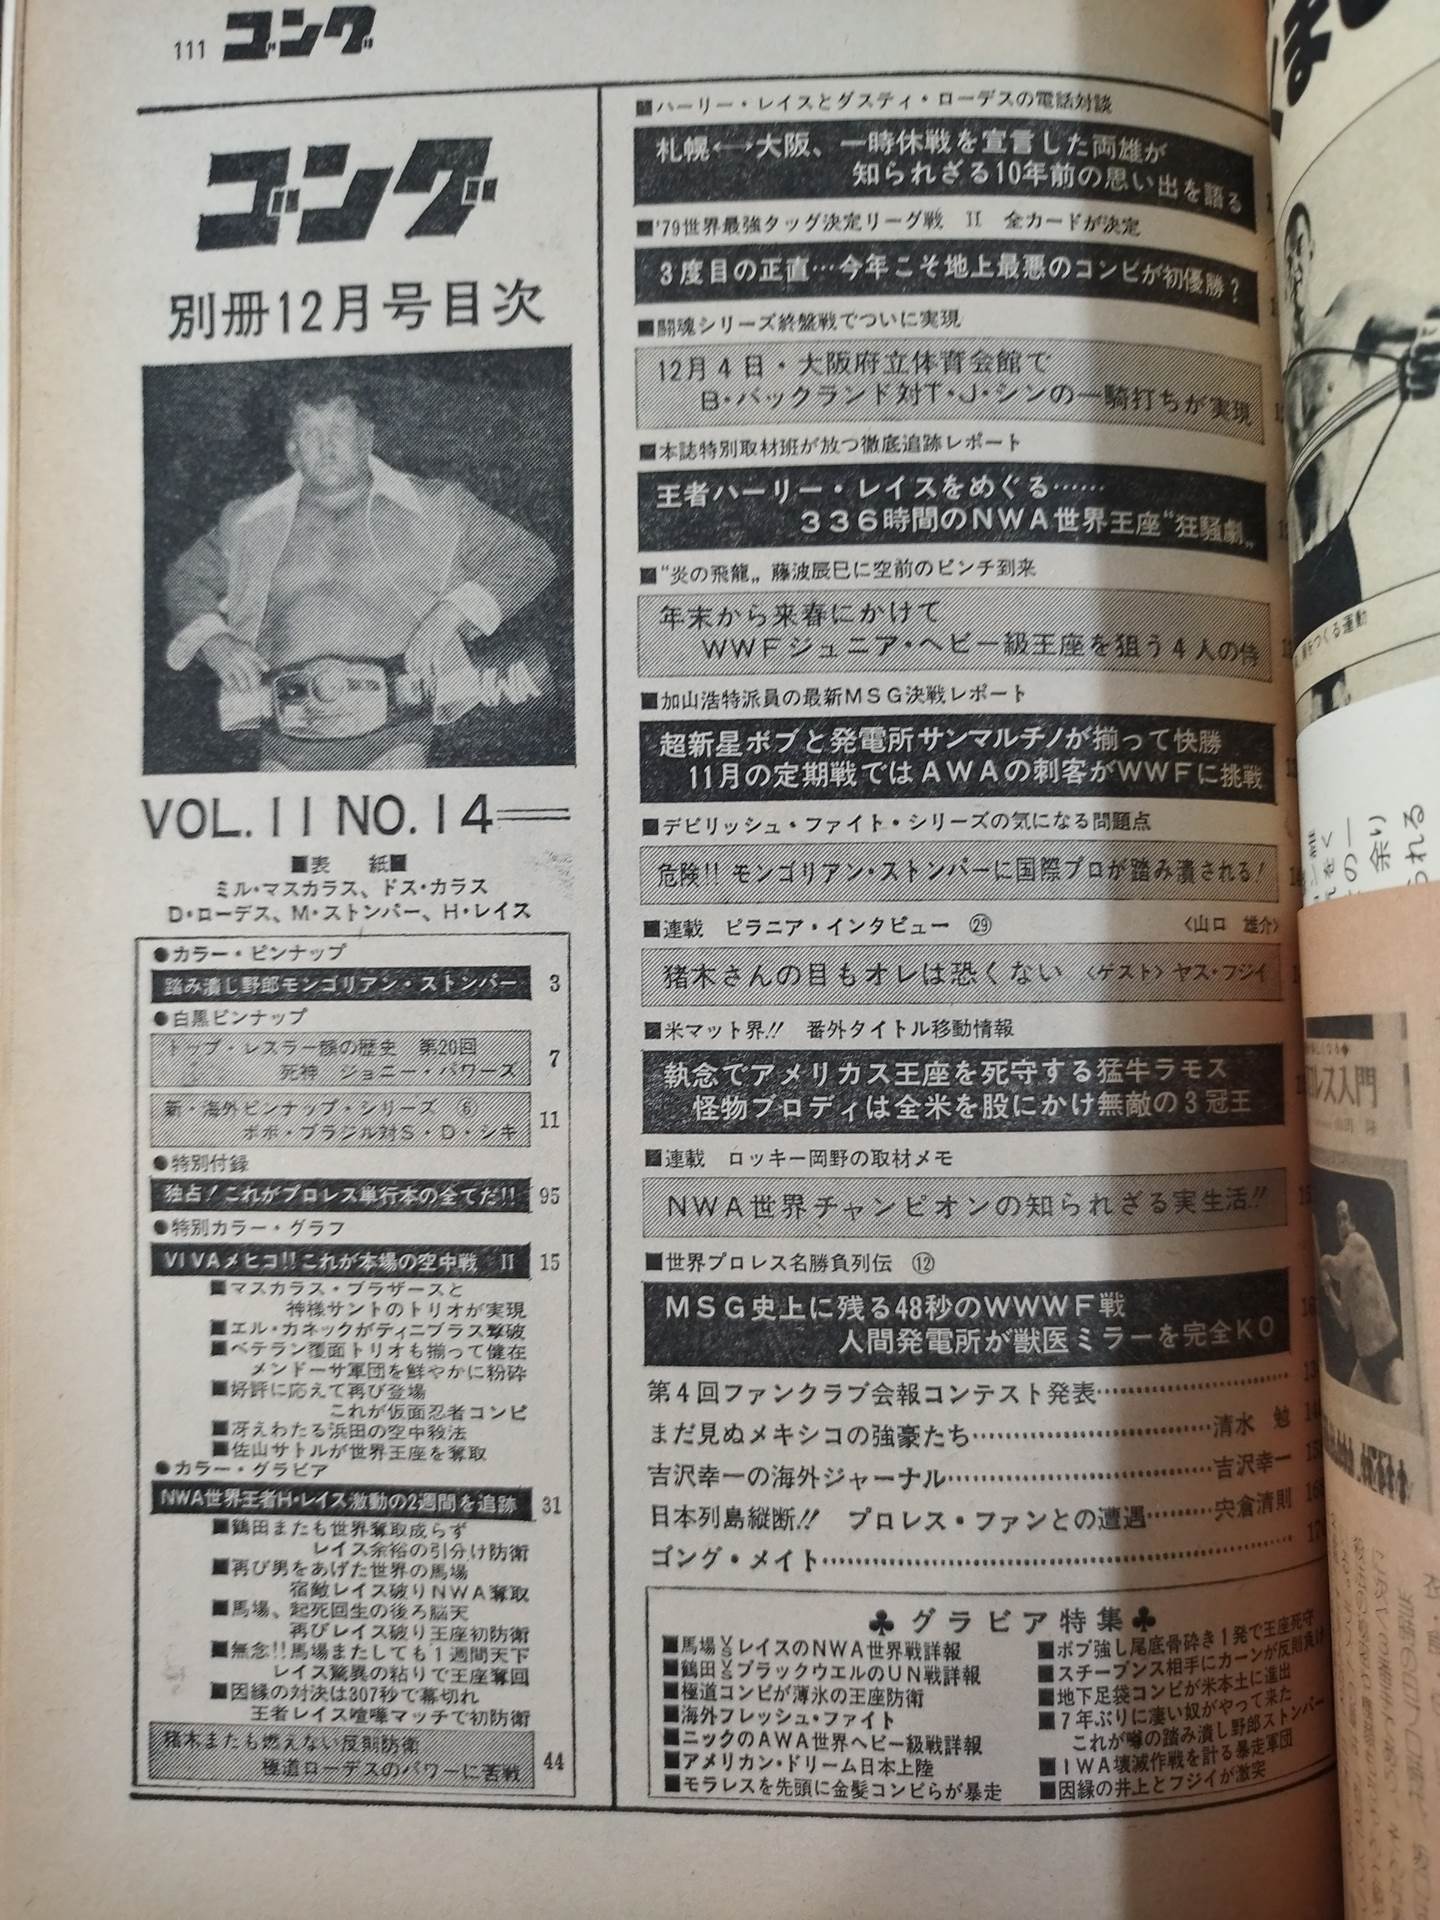 111 ゴング
ゴング
別冊12月号目次
VOL.11 NO.14
■表 紙■
ミル・マスカラス、ドス・カラス
D・ローデス、M・ストンパー、H・レイス
●カラー・ピンナップ
踏み潰し野郎モンゴリアン・ストンパー 3
●白黒ピンナップ
トップ・レスラー顔の歴史 第20回
死神 ジョニー・パワーズ 7
新・海外ピンナップ・シリーズ ⑥
ボボ・ブラジル対S・D・シキ 11
●特別付録
独占!これがプロレス単行本の全てだ!! 95
●特別カラー・グラフ
VIVAメヒコ!!これが本場の空中戦 II 15
■マスカラス・ブラザースと
神様サントのトリオが実現
■エル・カネックがティニブラス撃破
■ベテラン覆面トリオも揃って健在
メンドーサ軍団を鮮やかに粉砕
■好評に応えて再び登場
これが仮面忍者コンビ
■冴えわたる浜田の空中殺法
■佐山サトルが世界王座を奪取
●カラー・グラビア
NWA世界王者H・レイス激動の2週間を追跡 31
■鶴田またも世界奪取成らず
レイス余裕の引分け防衛
■再び男をあげた世界の馬場
宿敵レイス破りNWA奪取
■馬場、起死回生の後ろ脳天
再びレイス破り王座初防衛
■無念!!馬場またしても1週間天下
レイス驚異の粘りで王座奪回
■因縁の対決は307秒で幕切れ
王者レイス喧嘩マッチで初防衛
猪木またも燃えない反則防衛
極道ローデスのパワーに苦戦 44
■ハーリー・レイスとダスティ・ローデスの電話対談
札幌←→大阪、一時休戦を宣言した両雄が
知られざる10年前の思い出を語る
■'79世界最強タッグ決定リーグ戦 II 全カードが決定
3度目の正直…今年こそ地上最悪のコンビが初優勝?
■闘魂シリーズ終盤戦でついに実現
12月4日・大阪府立体育会館で
B・バックランド対T・J・シンの一騎打ちが実現
■本誌特別取材班が放つ徹底追跡レポート
王者ハーリー・レイスをめぐる……
336時間のNWA世界王座“狂騒劇„
■“炎の飛龍„ 藤波辰巳に空前のピンチ到来
年末から来春にかけて
WWFジュニア・ヘビー級王座を狙う4人の侍
■加山浩特派員の最新MSG決戦レポート
超新星ボブと発電所サンマルチノが揃って快勝
11月の定期戦ではAWAの刺客がWWFに挑戦
■デビリッシュ・ファイト・シリーズの気になる問題点
危険!! モンゴリアン・ストンパーに国際プロが踏み潰される!
■連載 ピラニア・インタビュー ㉙ 〈山口 雄介〉
猪木さんの目もオレは恐くない 〈ゲスト〉ヤス・フジイ
■米マット界!! 番外タイトル移動情報
執念でアメリカス王座を死守する猛牛ラモス
怪物ブロディは全米を股にかけ無敵の3冠王
■連載 ロッキー岡野の取材メモ
NWA世界チャンピオンの知られざる実生活!!
■世界プロレス名勝負列伝 ⑫
MSG史上に残る48秒のWWWF戦
人間発電所が獣医ミラーを完全KO
第4回ファンクラブ会報コンテスト発表……………
まだ見ぬメキシコの強豪たち……………清水 勉
吉沢幸一の海外ジャーナル……………吉沢幸一
日本列島縦断!! プロレス・ファンとの遭遇………宍倉清則
ゴング・メイト……………
♣グラビア特集♣
■馬場VSレイスのNWA世界戦詳報
■鶴田VSブラックウエルのUN戦詳報
■極道コンビが薄氷の王座防衛
■海外フレッシュ・ファイト
■ニックのAWA世界ヘビー級戦詳報
■アメリカン・ドリーム日本上陸
■モラレスを先頭に金髪コンビらが暴走
■ボブ強し尾底骨砕き1発で王座死守
■スチーブンス相手にカーンが反則負け
■地下足袋コンビが米本土に進出
■7年ぶりに凄い奴がやって来た
これが噂の踏み潰し野郎ストンパー
■IWA壊滅作戦を計る暴走軍団
■因縁の井上とフジイが激突
つくる運動
余り
られる
レス入門